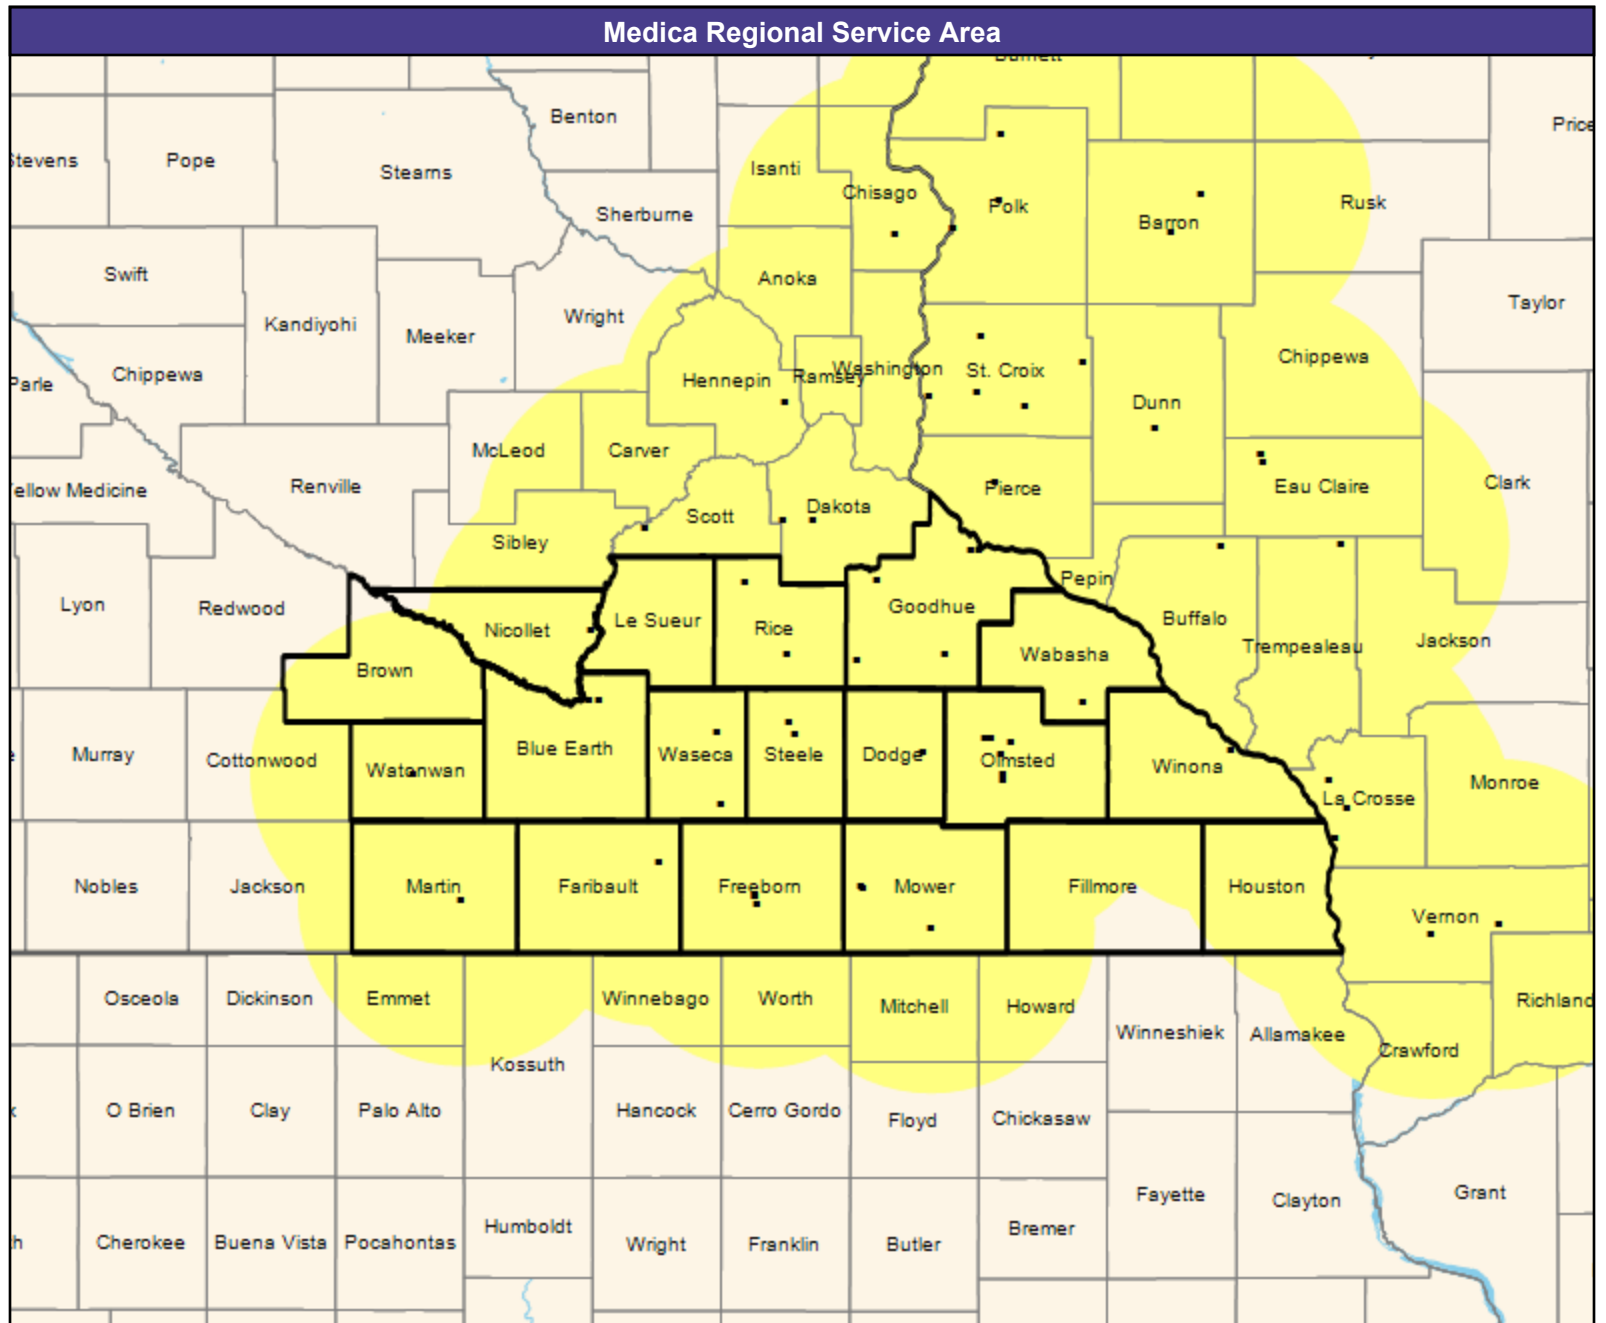 Medica Regional Service Area
Benton
Price
Stevens
Pope
Stearns
Isanti
Chisago
Sherburne
Polk
Barron
Rusk
Swift
Anoka
Kandiyohi
Meeker
Wright
Taylor
Chippewa
Parle
Hennepin
Ramsey
Washington
St. Croix
Chippewa
Dunn
McLeod
Carver
Renville
Yellow Medicine
Scott
Dakota
Pierce
Eau Claire
Clark
Sibley
Pepin
Lyon
Redwood
Nicollet
Le Sueur
Rice
Goodhue
Wabasha
Buffalo
Trempealeau
Jackson
Brown
Murray
Cottonwood
Watonwan
Blue Earth
Waseca
Steele
Dodge
Olmsted
Winona
La Crosse
Monroe
Nobles
Jackson
Martin
Faribault
Freeborn
Mower
Fillmore
Houston
Vernon
Osceola
Dickinson
Emmet
Winnebago
Worth
Mitchell
Howard
Winneshiek
Allamakee
Crawford
Richland
Kossuth
O Brien
Clay
Palo Alto
Hancock
Cerro Gordo
Floyd
Chickasaw
Fayette
Clayton
Grant
Cherokee
Buena Vista
Pocahontas
Humboldt
Wright
Franklin
Butler
Bremer